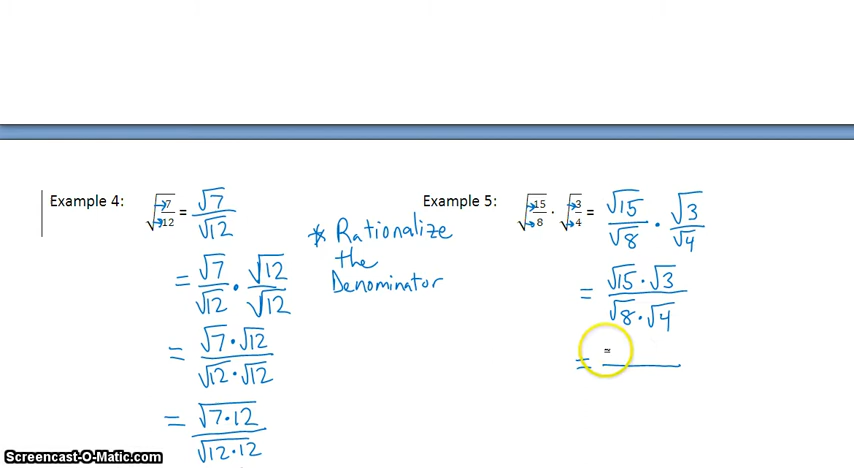 Example 4: √(7/12) = √7/√12
= √7/√12 · √12/√12
= √7 · √12/√12 · √12
= √7·12/√12·12
* Rationalize
the
Denominator
Example 5: √(15/8) · √(3/4) = √15/√8 · √3/√4
= √15 · √3/√8 · √4
=
Screencast-O-Matic.com